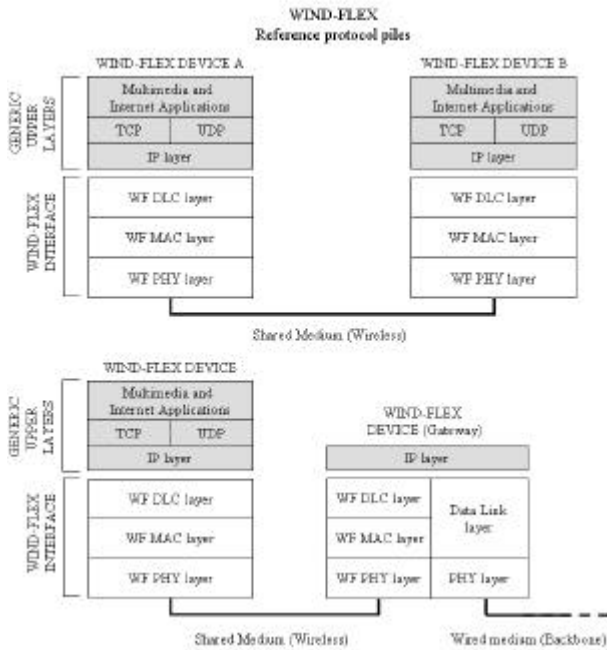 WIND-FLEX
Reference protocol piles
WIND-FLEX DEVICE A
WIND-FLEX DEVICE B
GENERIC
UPPER
LAYERS
Multimedia and
Internet Applications
TCP
UDP
IP layer
Multimedia and
Internet Applications
TCP
UDP
IP layer
WIND-FLEX
INTERFACE
WF DLC layer
WF MAC layer
WF PHY layer
WF DLC layer
WF MAC layer
WF PHY layer
Shared Medium (Wireless)
WIND-FLEX DEVICE
GENERIC
UPPER
LAYERS
Multimedia and
Internet Applications
TCP
UDP
IP layer
WIND-FLEX
DEVICE (Gateway)
IP layer
WIND-FLEX
INTERFACE
WF DLC layer
WF MAC layer
WF PHY layer
WF DLC layer
WF MAC layer
WF PHY layer
Data Link
layer
PHY layer
Shared Medium (Wireless)
Wired medium (Backbone)